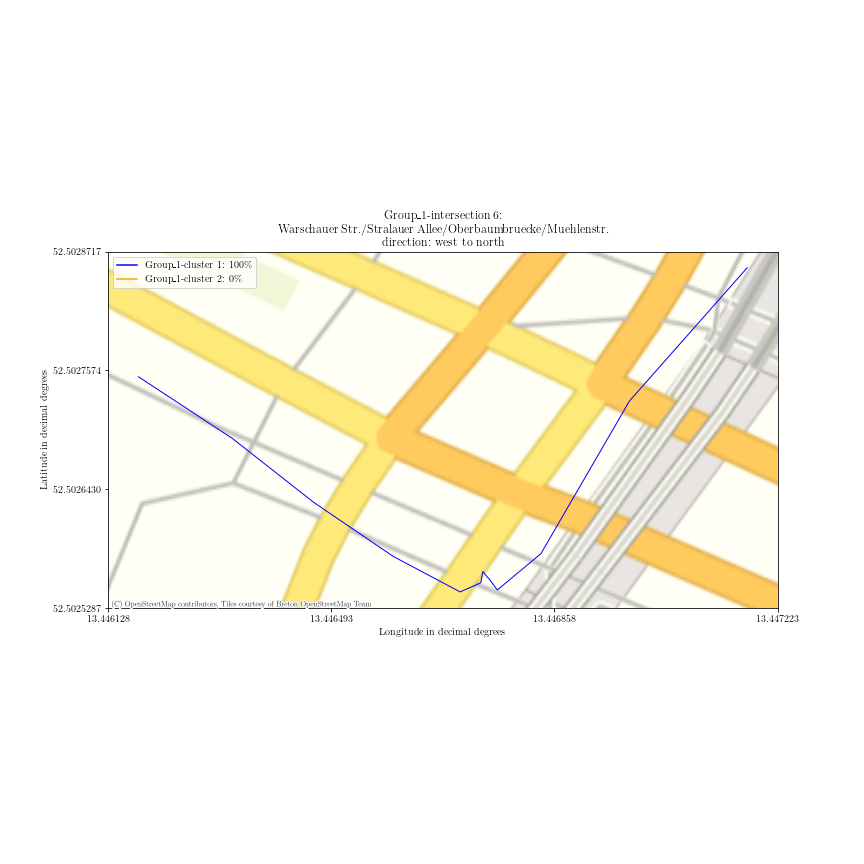 Group_1-intersection 6:
Warschauer Str./Stralauer Allee/Oberbaumbruecke/Muehlenstr.
direction: west to north
52.5028717
Group_1-cluster 1: 100%
Group_1-cluster 2: 0%
52.5027574
Latitude in decimal degrees
52.5026430
(C) OpenStreetMap contributors, Tiles courtesy of Breton OpenStreetMap Team
52.5025287
13.446128
13.446493
13.446858
13.447223
Longitude in decimal degrees